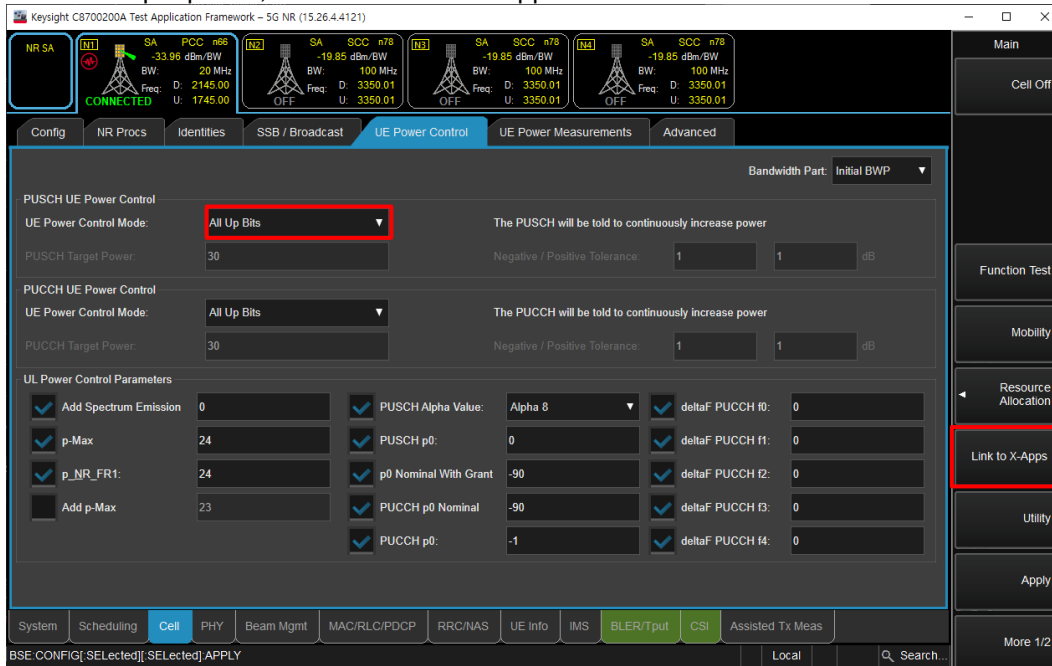 Keysight C8700200A Test Application Framework – 5G NR (15.26.4.4121)
NR SA
N1 SA PCC n66
-33.96 dBm/BW
BW: 20 MHz
Freq: D: 2145.00
CONNECTED U: 1745.00
N2 SA SCC n78
-19.85 dBm/BW
BW: 100 MHz
Freq: D: 3350.01
OFF U: 3350.01
N3 SA SCC n78
-19.85 dBm/BW
BW: 100 MHz
Freq: D: 3350.01
OFF U: 3350.01
N4 SA SCC n78
-19.85 dBm/BW
BW: 100 MHz
Freq: D: 3350.01
OFF U: 3350.01
Config NR Procs Identities SSB / Broadcast UE Power Control UE Power Measurements Advanced
Bandwidth Part: Initial BWP
PUSCH UE Power Control
UE Power Control Mode: All Up Bits The PUSCH will be told to continuously increase power
PUSCH Target Power: 30 Negative / Positive Tolerance: 1 1 dB
PUCCH UE Power Control
UE Power Control Mode: All Up Bits The PUCCH will be told to continuously increase power
PUCCH Target Power: 30 Negative / Positive Tolerance: 1 1 dB
UL Power Control Parameters
Add Spectrum Emission 0 PUSCH Alpha Value: Alpha 8 deltaF PUCCH f0: 0
p-Max 24 PUSCH p0: 0 deltaF PUCCH f1: 0
p_NR_FR1: 24 p0 Nominal With Grant -90 deltaF PUCCH f2: 0
Add p-Max 23 PUCCH p0 Nominal -90 deltaF PUCCH f3: 0
PUCCH p0: -1 deltaF PUCCH f4: 0
System Scheduling Cell PHY Beam Mgmt MAC/RLC/PDCP RRC/NAS UE Info IMS BLER/Tput CSI Assisted Tx Meas
BSE:CONFIG[:SELected][:SELected]:APPLY Local Search...
Main
Cell Off
Function Test
Mobility
Resource
Allocation
Link to X-Apps
Utility
Apply
More 1/2